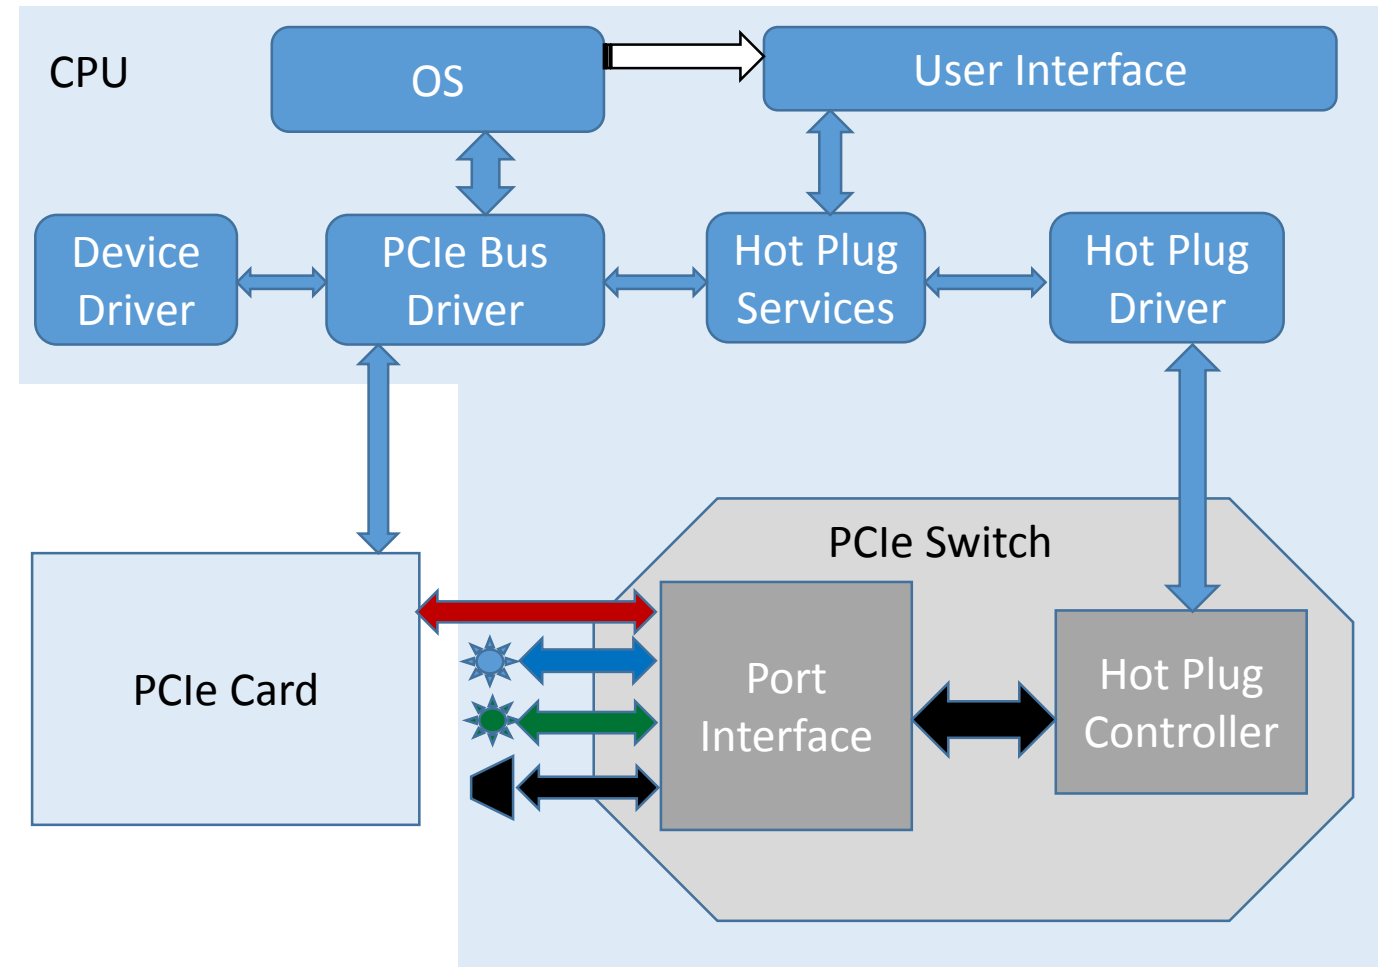 CPU
OS
User Interface
Device
Driver
PCIe Bus
Driver
Hot Plug
Services
Hot Plug
Driver
PCIe Switch
PCIe Card
Port
Interface
Hot Plug
Controller